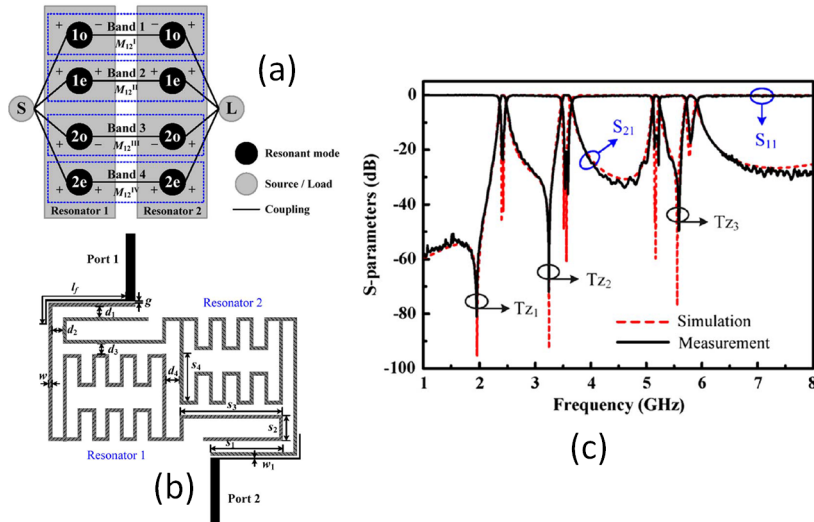 + 1o - Band 1 - 1o +
M₁₂ᴵ
+ 1e + Band 2 + 1e +
M₁₂ᴵᴵ
S
L
+ 2o - Band 3 - 2o +
M₁₂ᴵᴵᴵ
+ 2e + Band 4 + 2e +
M₁₂ᴵⱽ
Resonator 1 Resonator 2
(a)
Resonant mode
Source / Load
Coupling
Port 1
l_f
g
d₁
d₂
d₃
w
Resonator 2
s₄
d₄
s₃
s₂
s₁
w₁
Resonator 1
(b)
Port 2
S-parameters (dB)
0
-20
-40
-60
-80
-100
S₂₁
S₁₁
Tz₃
Tz₂
Tz₁
Simulation
Measurement
1 2 3 4 5 6 7 8
Frequency (GHz)
(c)